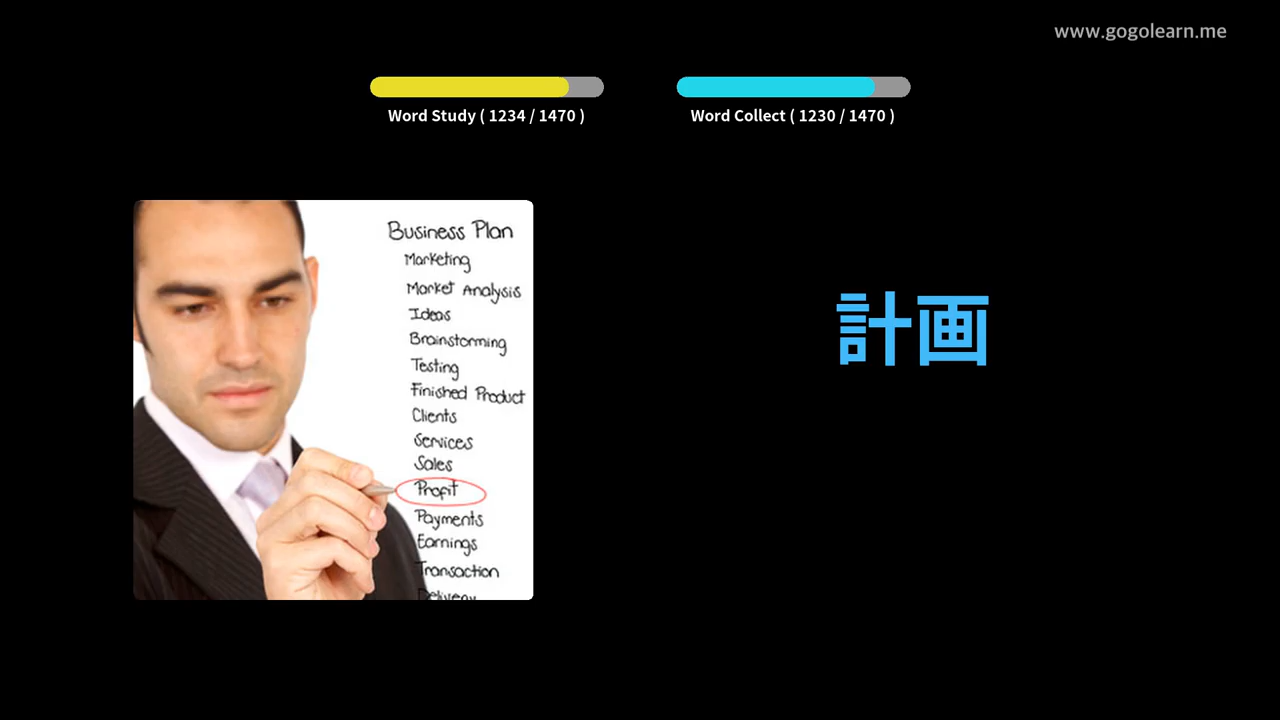 www.gogolearn.me
Word Study ( 1234 / 1470 )
Word Collect ( 1230 / 1470 )
Business Plan
Marketing
Market Analysis
Ideas
Brainstorming
Testing
Finished Product
Clients
Services
Sales
Profit
Payments
Earnings
Transaction
Delivery
計画